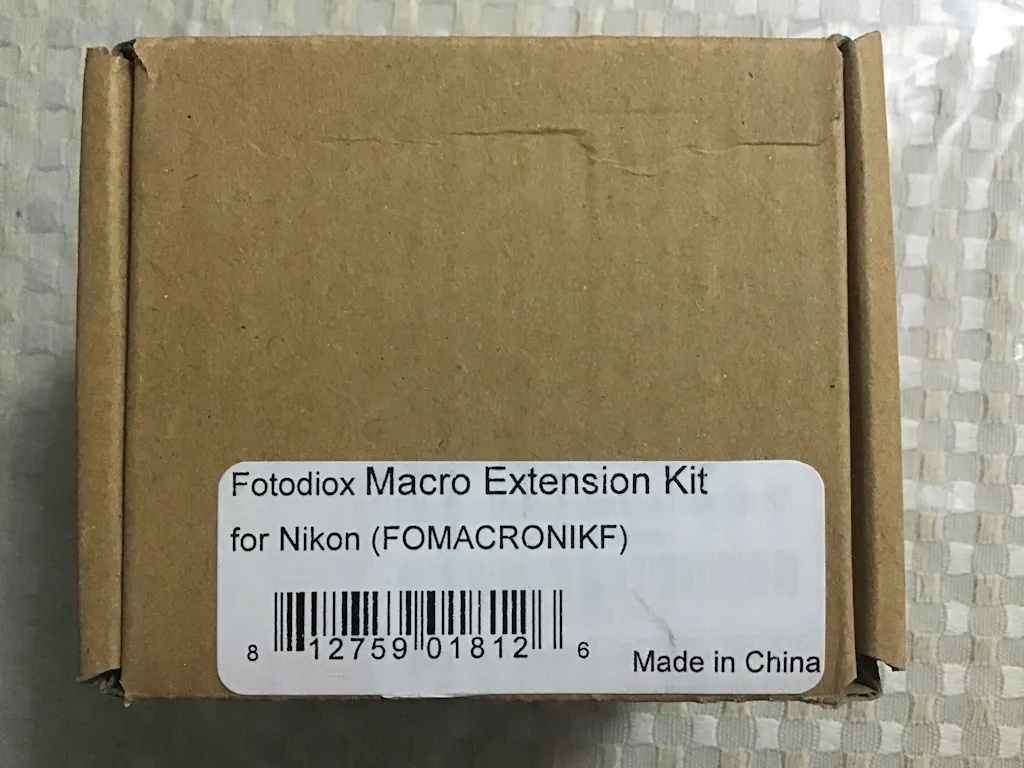 Fotodiox Macro Extension Kit
for Nikon (FOMACRONIKF)
8 12759 01812 6
Made in China